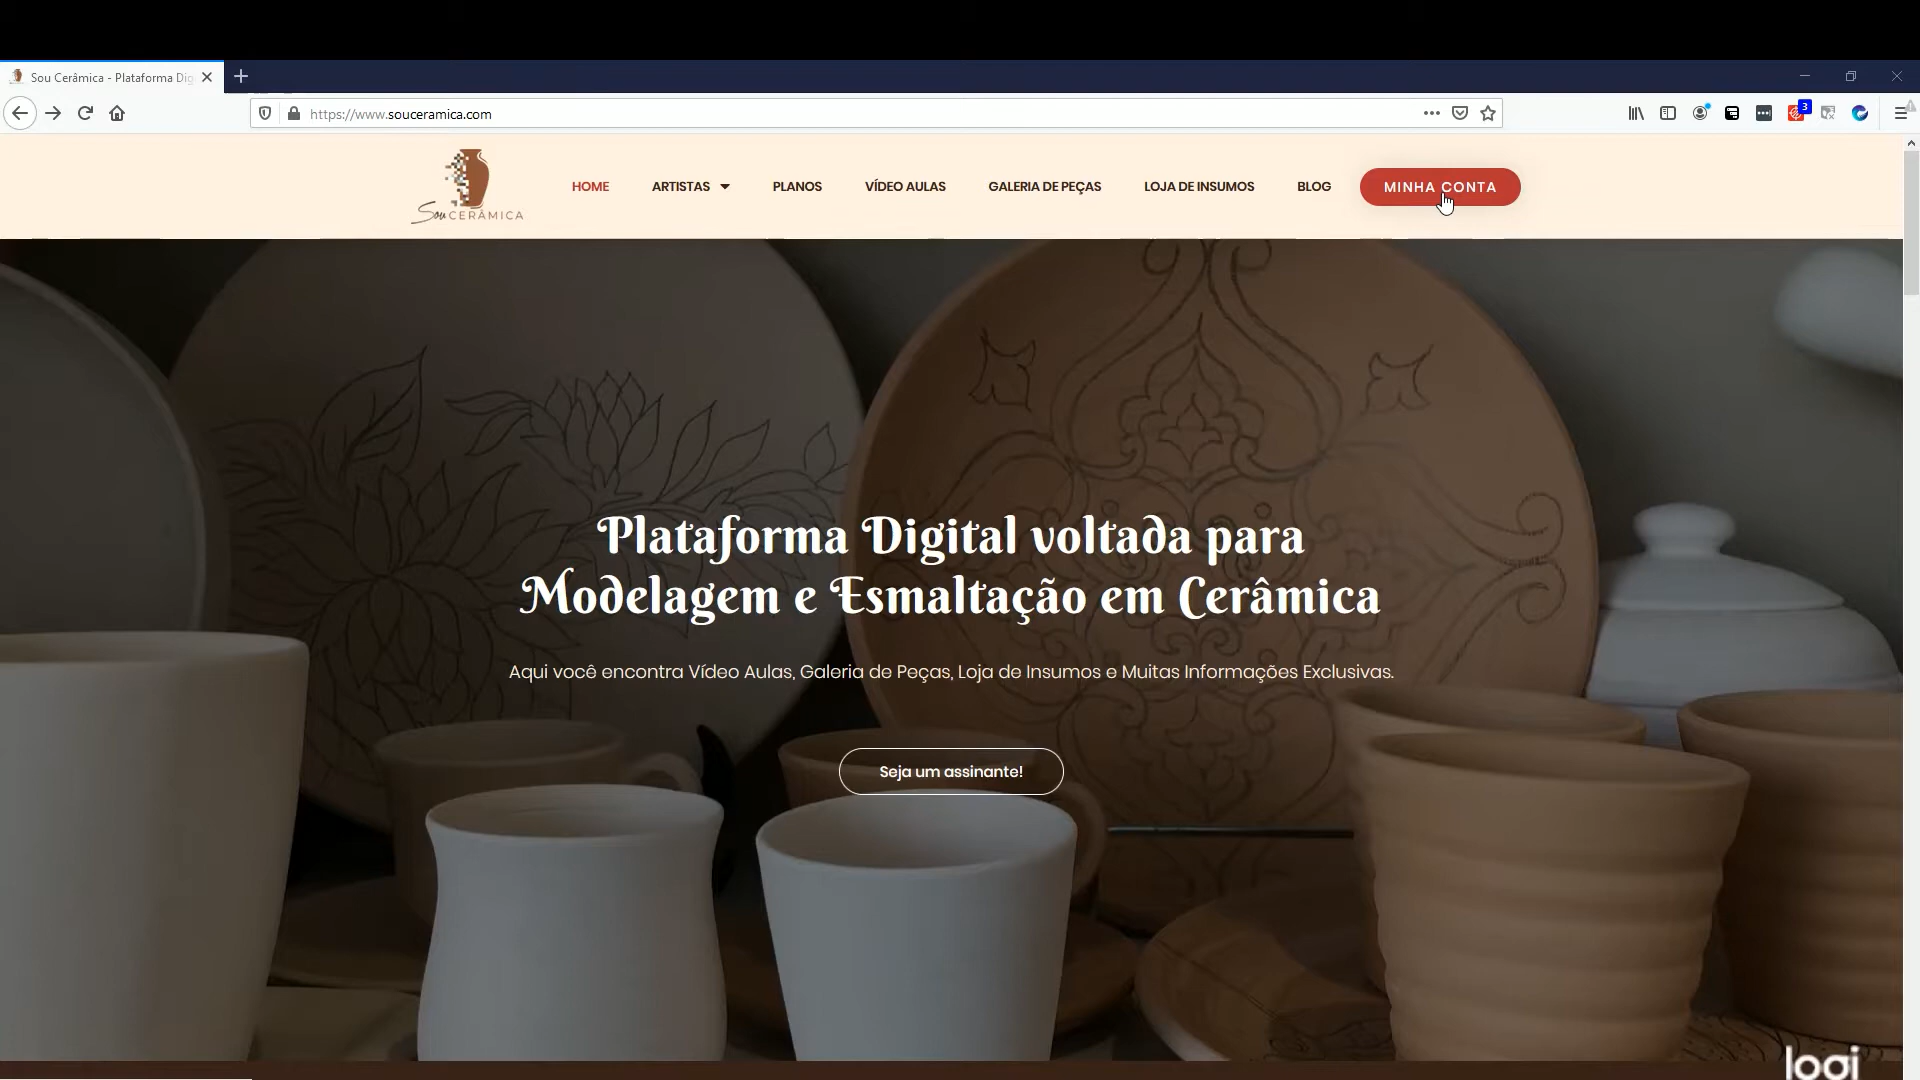 Sou Cerâmica - Plataforma Dig
https://www.souceramica.com
3
Sou CERÂMICA
HOME
ARTISTAS
PLANOS
VÍDEO AULAS
GALERIA DE PEÇAS
LOJA DE INSUMOS
BLOG
MINHA CONTA
Plataforma Digital voltada para
Modelagem e Esmaltação em Cerâmica
Aqui você encontra Vídeo Aulas, Galeria de Peças, Loja de Insumos e Muitas Informações Exclusivas.
Seja um assinante!